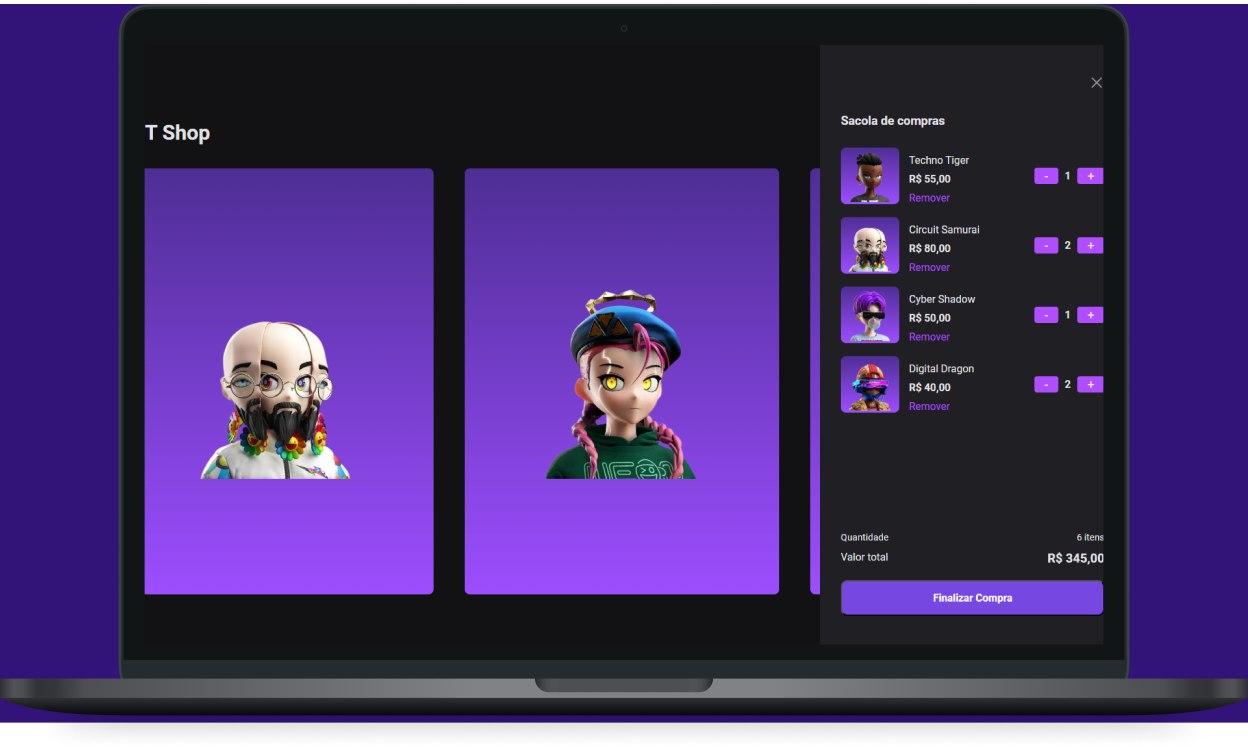 T Shop
Sacola de compras
Techno Tiger
R$ 55,00
- 1 +
Remover
Circuit Samurai
R$ 80,00
- 2 +
Remover
Cyber Shadow
R$ 50,00
- 1 +
Remover
Digital Dragon
R$ 40,00
- 2 +
Remover
Quantidade 6 itens
Valor total R$ 345,00
Finalizar Compra